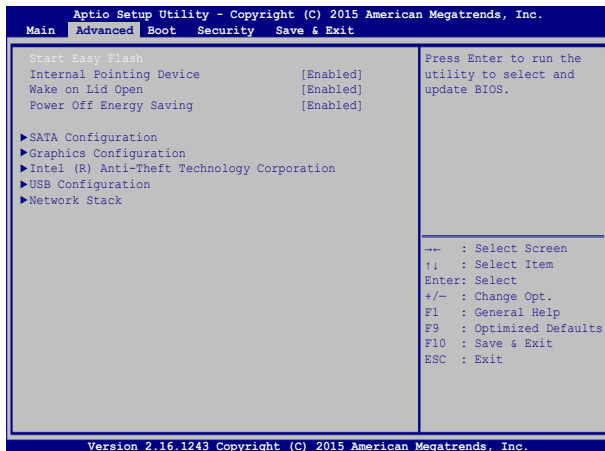 Aptio Setup Utility - Copyright (C) 2015 American Megatrends, Inc.
Main Advanced Boot Security Save & Exit
Start Easy Flash
Internal Pointing Device [Enabled]
Wake on Lid Open [Enabled]
Power Off Energy Saving [Enabled]
▶SATA Configuration
▶Graphics Configuration
▶Intel (R) Anti-Theft Technology Corporation
▶USB Configuration
▶Network Stack
Press Enter to run the
utility to select and
update BIOS.
→← : Select Screen
↑↓ : Select Item
Enter: Select
+/— : Change Opt.
F1 : General Help
F9 : Optimized Defaults
F10 : Save & Exit
ESC : Exit
Version 2.16.1243 Copyright (C) 2015 American Megatrends, Inc.